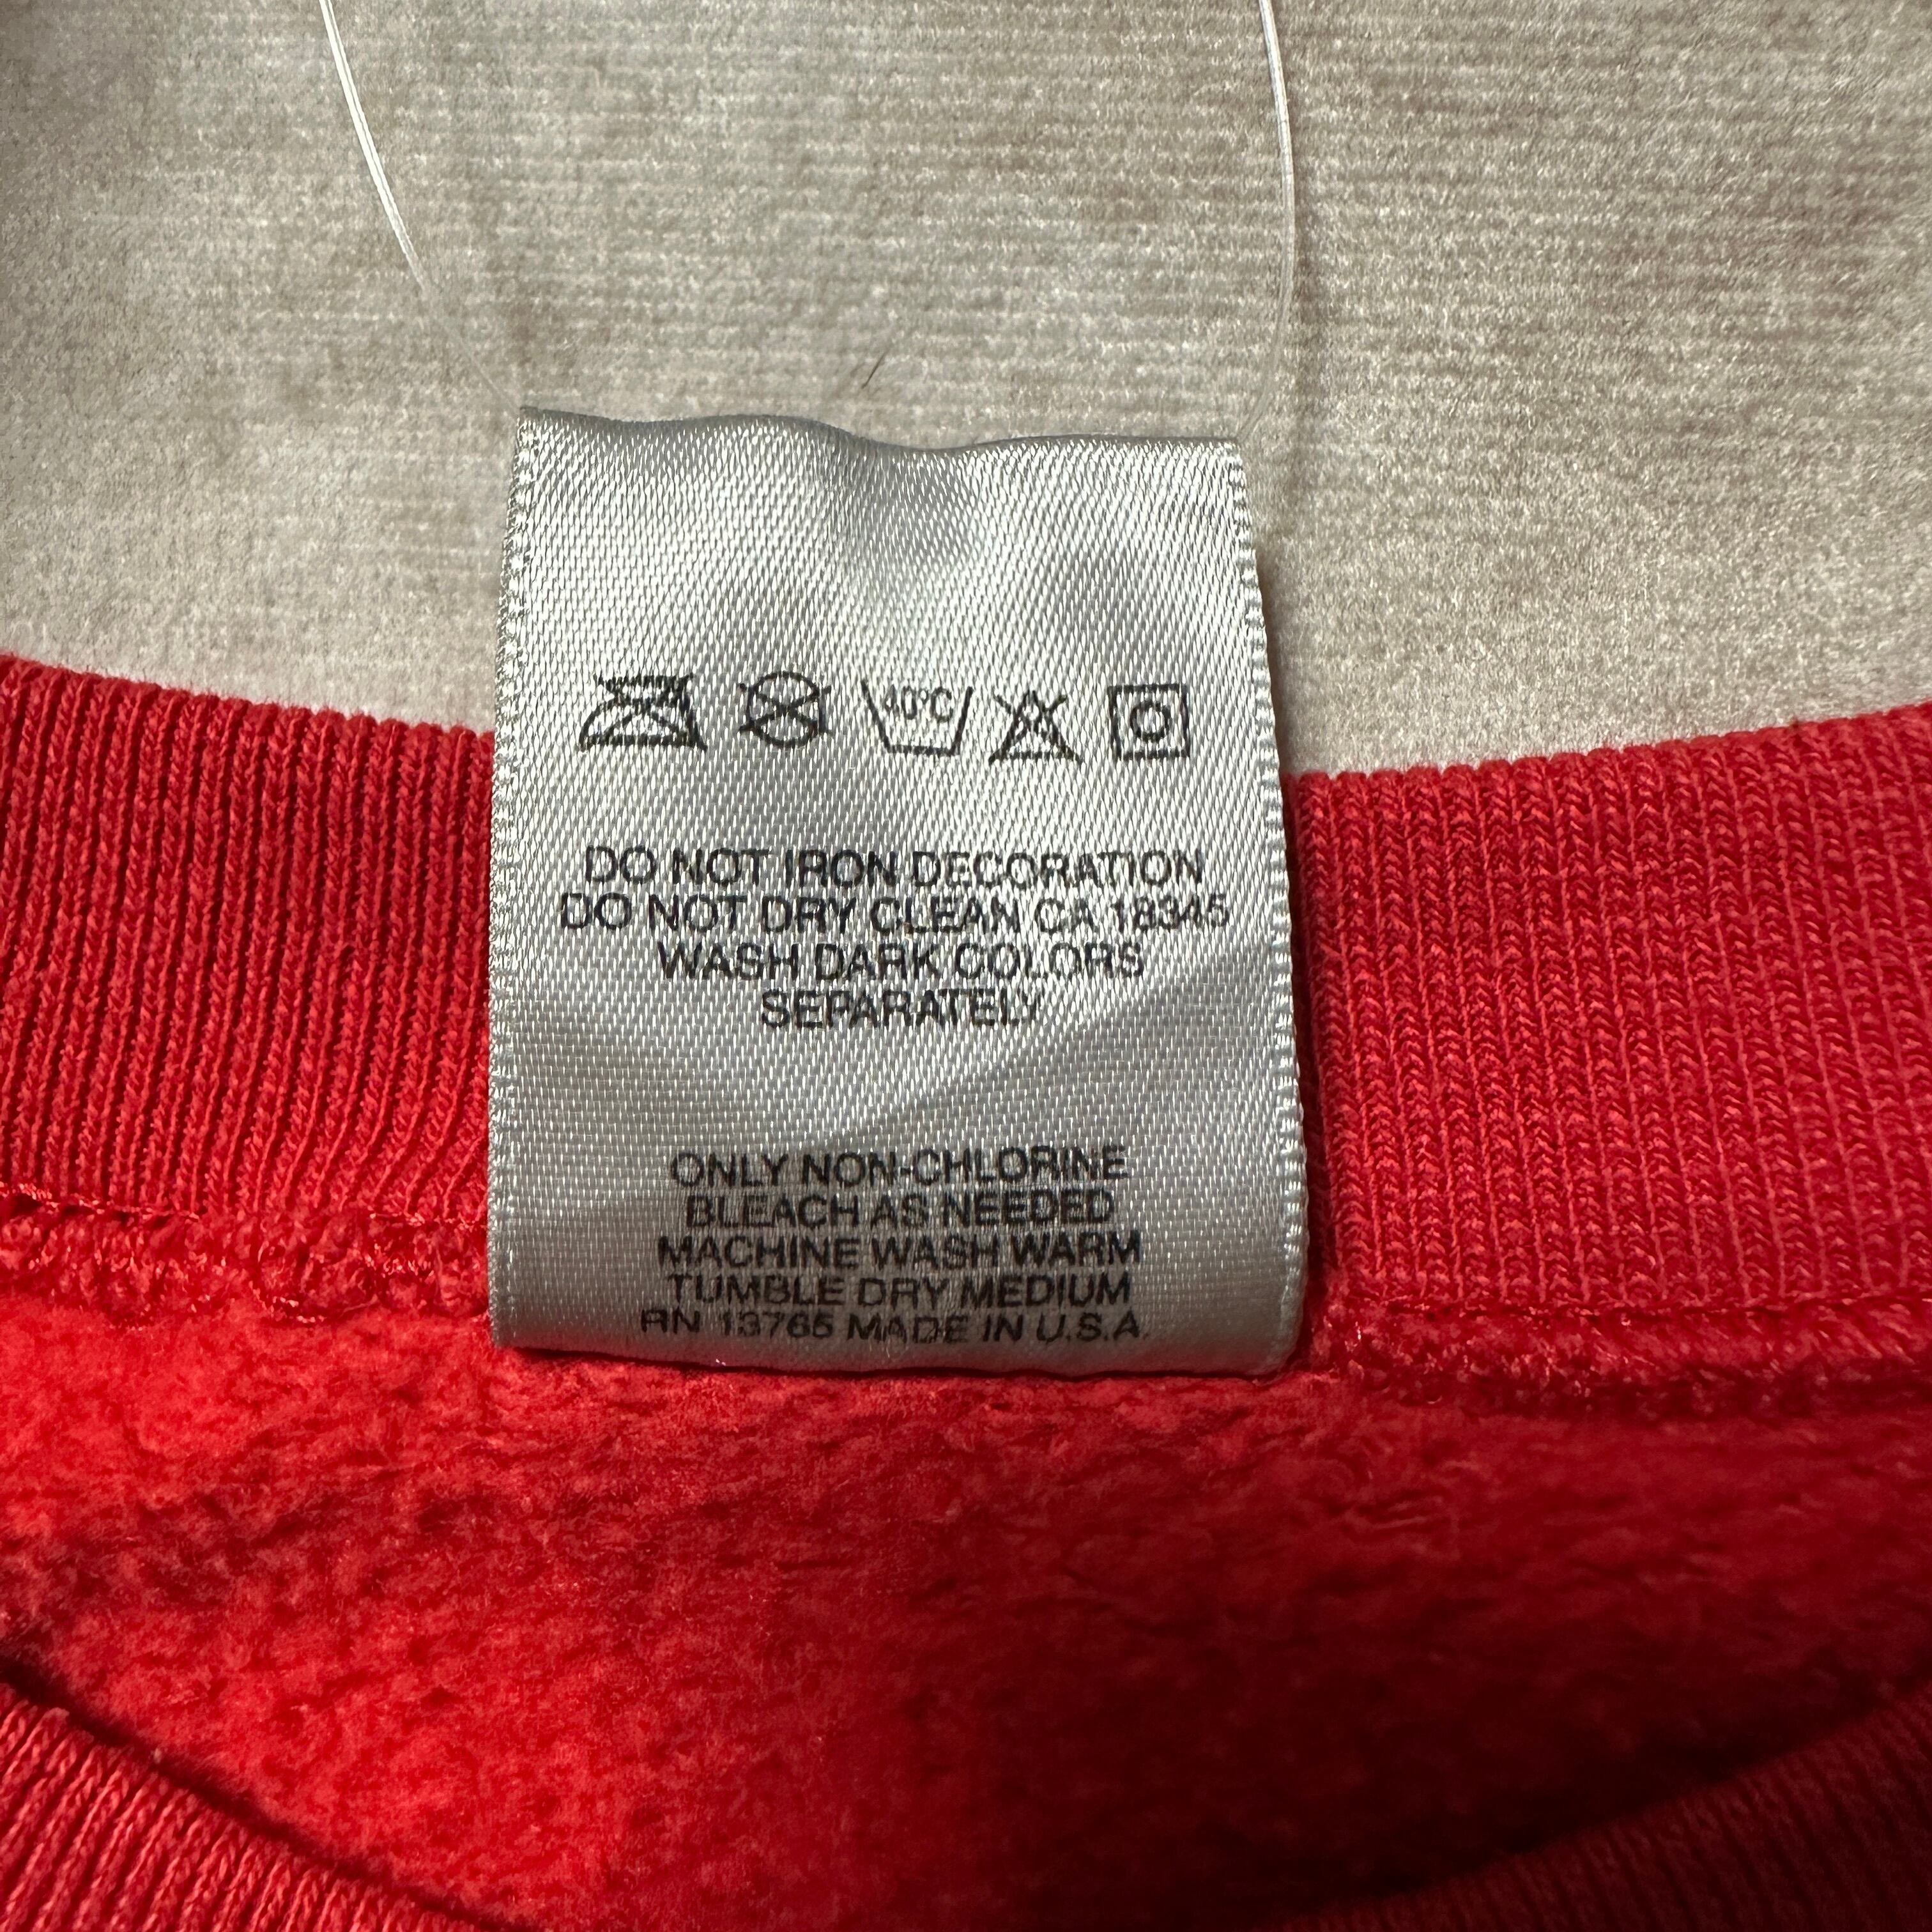 40°C
DO NOT IRON DECORATION
DO NOT DRY CLEAN CA 18345
WASH DARK COLORS
SEPARATELY
ONLY NON-CHLORINE
BLEACH AS NEEDED
MACHINE WASH WARM
TUMBLE DRY MEDIUM
RN 13765 MADE IN U.S.A.